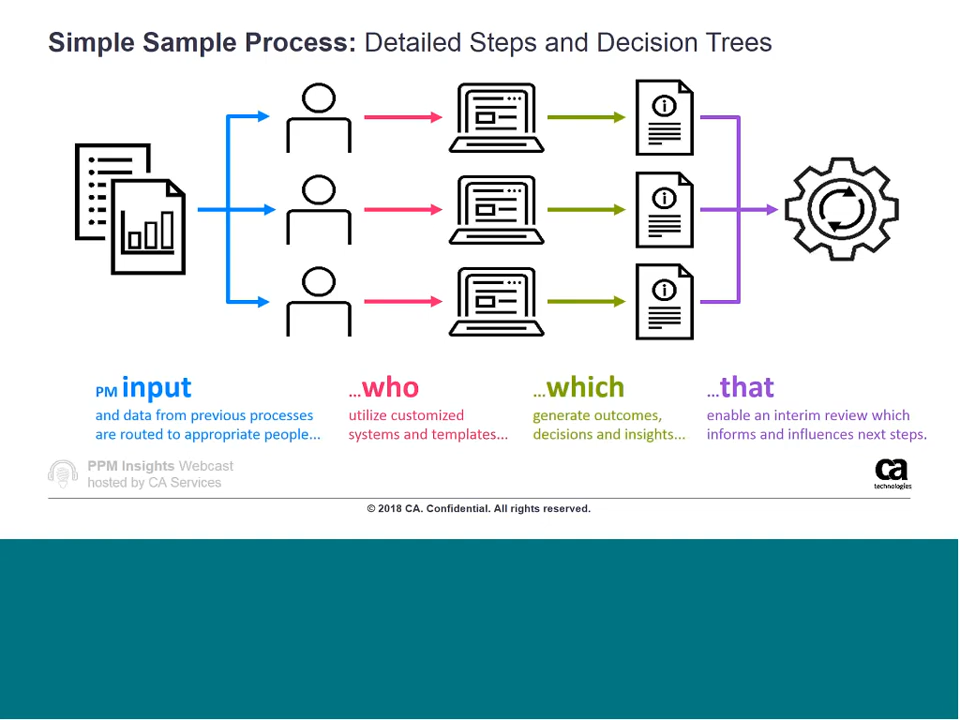 Simple Sample Process: Detailed Steps and Decision Trees
PM input
and data from previous processes
are routed to appropriate people...
...who
utilize customized
systems and templates...
...which
generate outcomes,
decisions and insights...
...that
enable an interim review which
informs and influences next steps.
PPM Insights Webcast
hosted by CA Services
ca
technologies
© 2018 CA. Confidential. All rights reserved.